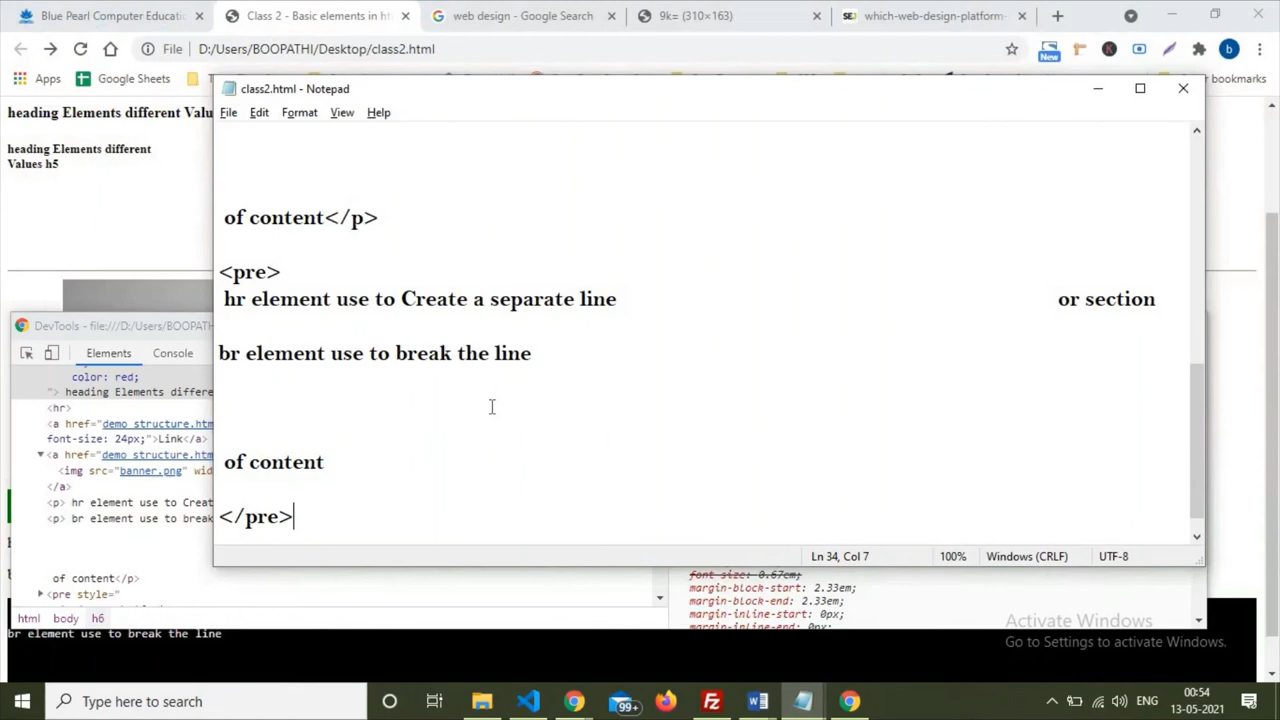 Blue Pearl Computer Educatio
Class 2 - Basic elements in ht
web design - Google Search
9k= (310×163)
which-web-design-platform-
File
D:/Users/BOOPATHI/Desktop/class2.html
New
b
Apps
Google Sheets
bookmarks
heading Elements different Valu
heading Elements different
Values h5
class2.html - Notepad
File Edit Format View Help
of content</p>
<pre>
hr element use to Create a separate line or section
br element use to break the line
of content
</pre>
Ln 34, Col 7
100%
Windows (CRLF)
UTF-8
DevTools - file:///D:/Users/BOOPATHI
Elements
Console
color: red;
"> heading Elements differe
<hr>
<a href="demo structure.htm
font-size: 24px;">Link</a>
<a href="demo structure.htm
<img src="banner.png" wid
</a>
<p> hr element use to Creat
<p> br element use to break
of content</p>
<pre style="
html body h6
font-size: 0.67em;
margin-block-start: 2.33em;
margin-block-end: 2.33em;
margin-inline-start: 0px;
margin-inline-end: 0px;
br element use to break the line
Activate Windows
Go to Settings to activate Windows.
Type here to search
99+
ENG
00:54
13-05-2021